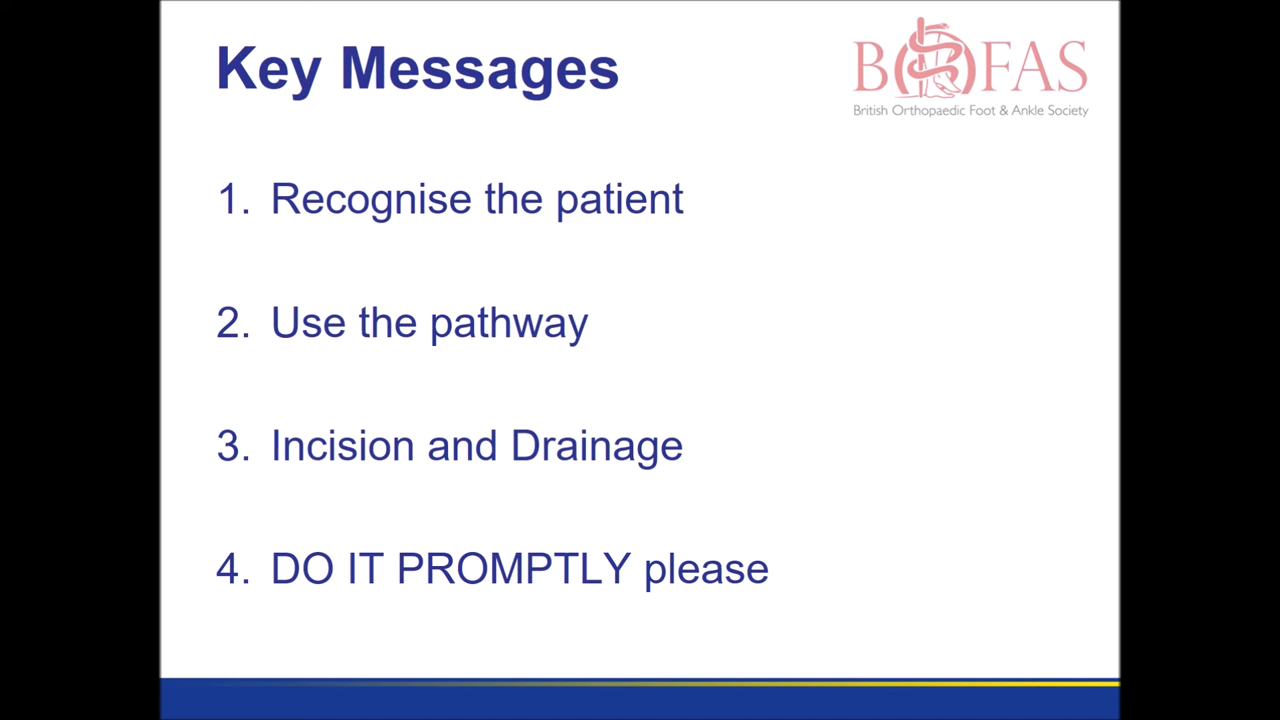 Key Messages
BOFAS
British Orthopaedic Foot & Ankle Society
1. Recognise the patient
2. Use the pathway
3. Incision and Drainage
4. DO IT PROMPTLY please